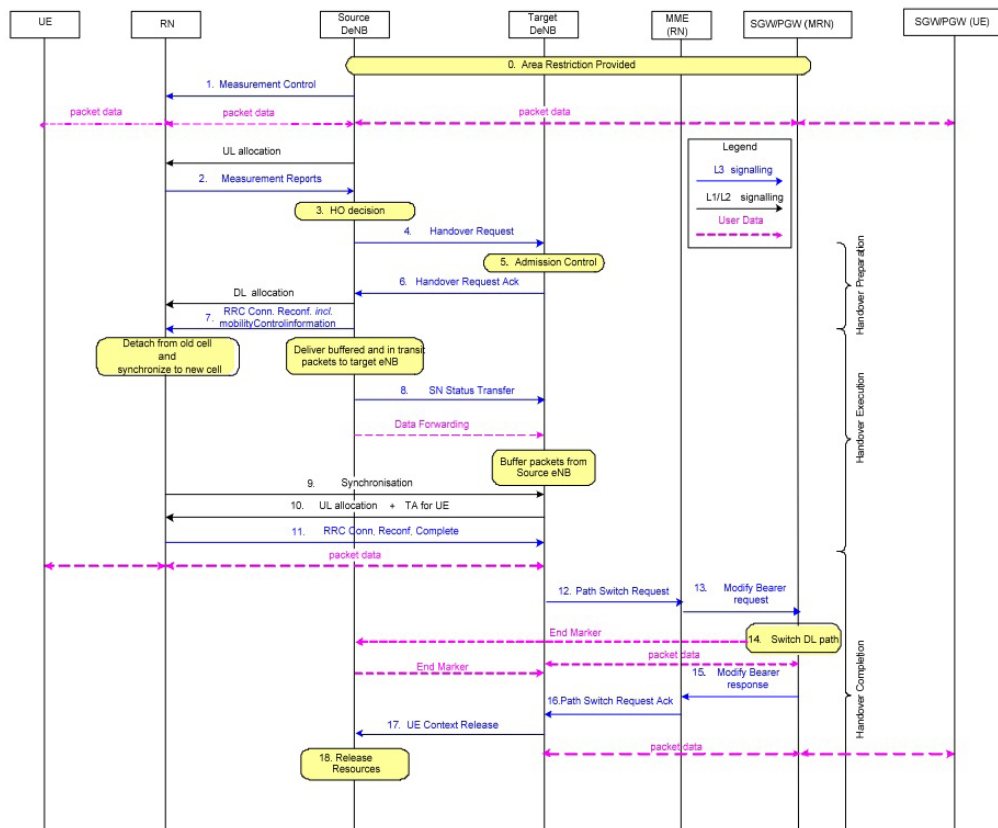 UE
RN
Source
DeNB
Target
DeNB
MME
(RN)
SGW/PGW (MRN)
SGW/PGW (UE)
0. Area Restriction Provided
1. Measurement Control
packet data
packet data
packet data
UL allocation
2. Measurement Reports
Legend
L3 signalling
L1/L2 signalling
User Data
3. HO decision
4. Handover Request
5. Admission Control
6. Handover Request Ack
DL allocation
7. RRC Conn. Reconf. incl.
mobilityControlinformation
Handover Preparation
Detach from old cell
and
synchronize to new cell
Deliver buffered and in transit
packets to target eNB
8. SN Status Transfer
Data Forwarding
Buffer packets from
Source eNB
Handover Execution
9. Synchronisation
10. UL allocation + TA for UE
11. RRC Conn, Reconf, Complete
packet data
12. Path Switch Request
13. Modify Bearer
request
End Marker
14. Switch DL path
packet data
End Marker
15. Modify Bearer
response
16.Path Switch Request Ack
17. UE Context Release
Handover Completion
packet data
18. Release
Resources